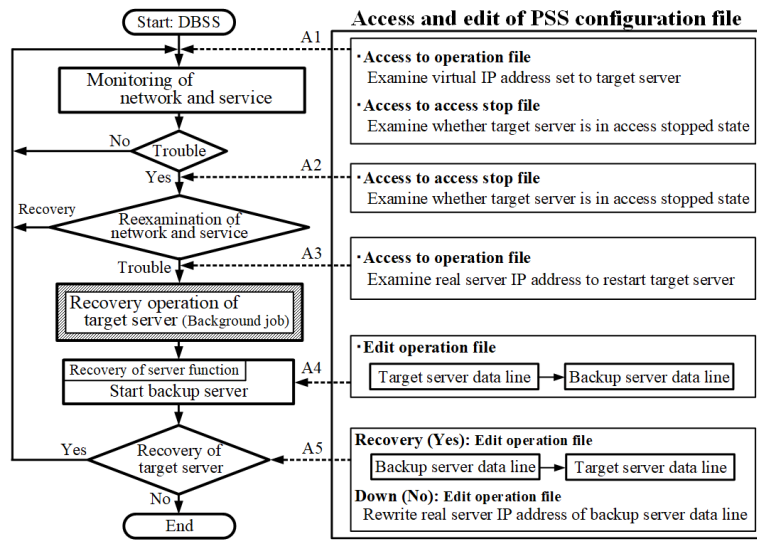 Start: DBSS
Monitoring of
network and service
No
Trouble
Yes
Recovery
Reexamination of
network and service
Trouble
Recovery operation of
target server (Background job)
Recovery of server function
Start backup server
Yes
Recovery of
target server
No
End
A1
A2
A3
A4
A5
Access and edit of PSS configuration file
・Access to operation file
Examine virtual IP address set to target server
・Access to access stop file
Examine whether target server is in access stopped state
・Access to access stop file
Examine whether target server is in access stopped state
・Access to operation file
Examine real server IP address to restart target server
・Edit operation file
Target server data line
Backup server data line
Recovery (Yes): Edit operation file
Backup server data line
Target server data line
Down (No): Edit operation file
Rewrite real server IP address of backup server data line